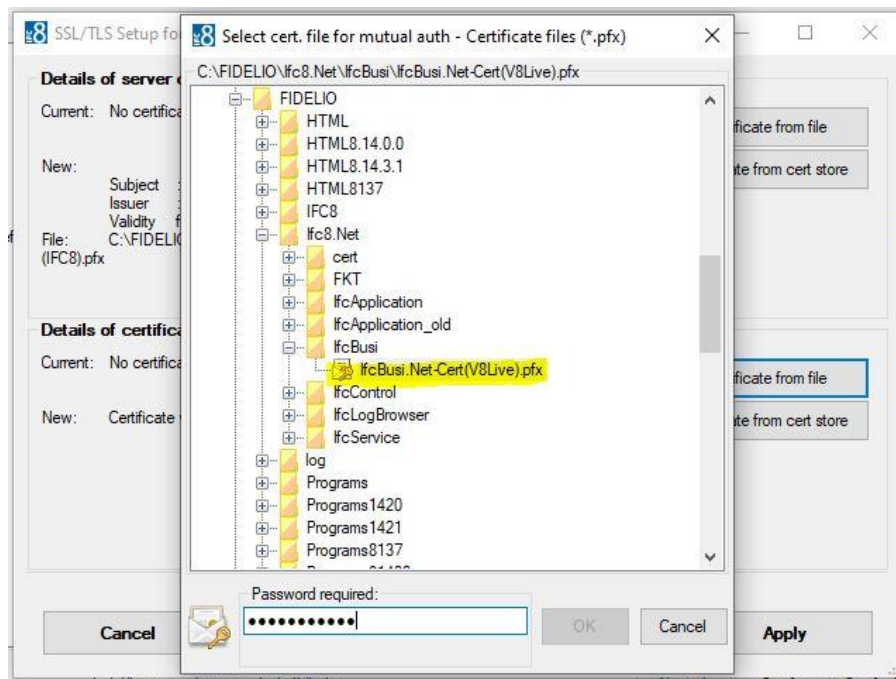 SSL/TLS Setup fo
Select cert. file for mutual auth - Certificate files (*.pfx)
C:\FIDELIO\Ifc8.Net\IfcBusi\IfcBusi.Net-Cert(V8Live).pfx
Details of server
Current: No certifica
New:
Subject :
Issuer :
Validity f
File: C:\FIDELIO
(IFC8).pfx
Details of certifica
Current: No certifica
New: Certificate
FIDELIO
HTML
HTML8.14.0.0
HTML8.14.3.1
HTML8137
IFC8
Ifc8.Net
cert
FKT
IfcApplication
IfcApplication_old
IfcBusi
IfcBusi.Net-Cert(V8Live).pfx
IfcControl
IfcLogBrowser
IfcService
log
Programs
Programs1420
Programs1421
Programs8137
Password required:
OK
Cancel
ificate from file
ate from cert store
ificate from file
ate from cert store
Cancel
Apply